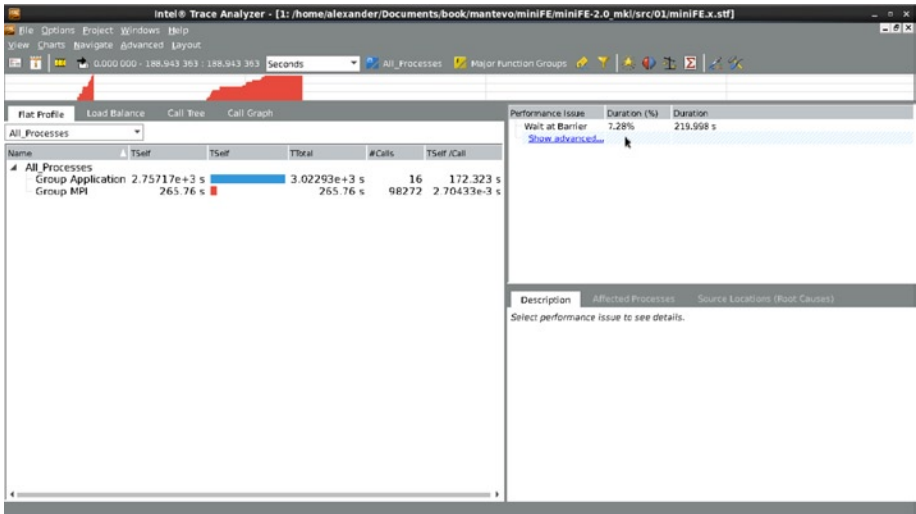 Intel® Trace Analyzer - [1: /home/alexander/Documents/book/mantevo/miniFE/miniFE-2.0_mkl/src/01/miniFE.x.stf]
File Options Project Windows Help
View Charts Navigate Advanced Layout
0.000 000 - 188.943 363 : 188.943 363 Seconds All_Processes Major Function Groups
Flat Profile Load Balance Call Tree Call Graph
All_Processes
Name TSelf TSelf TTotal #Calls TSelf /Call
All_Processes
Group Application 2.75717e+3 s 3.02293e+3 s 16 172.323 s
Group MPI 265.76 s 265.76 s 98272 2.70433e-3 s
Performance Issue Duration (%) Duration
Wait at Barrier 7.28% 219.998 s
Show advanced...
Description Affected Processes Source Locations (Root Causes)
Select performance issue to see details.